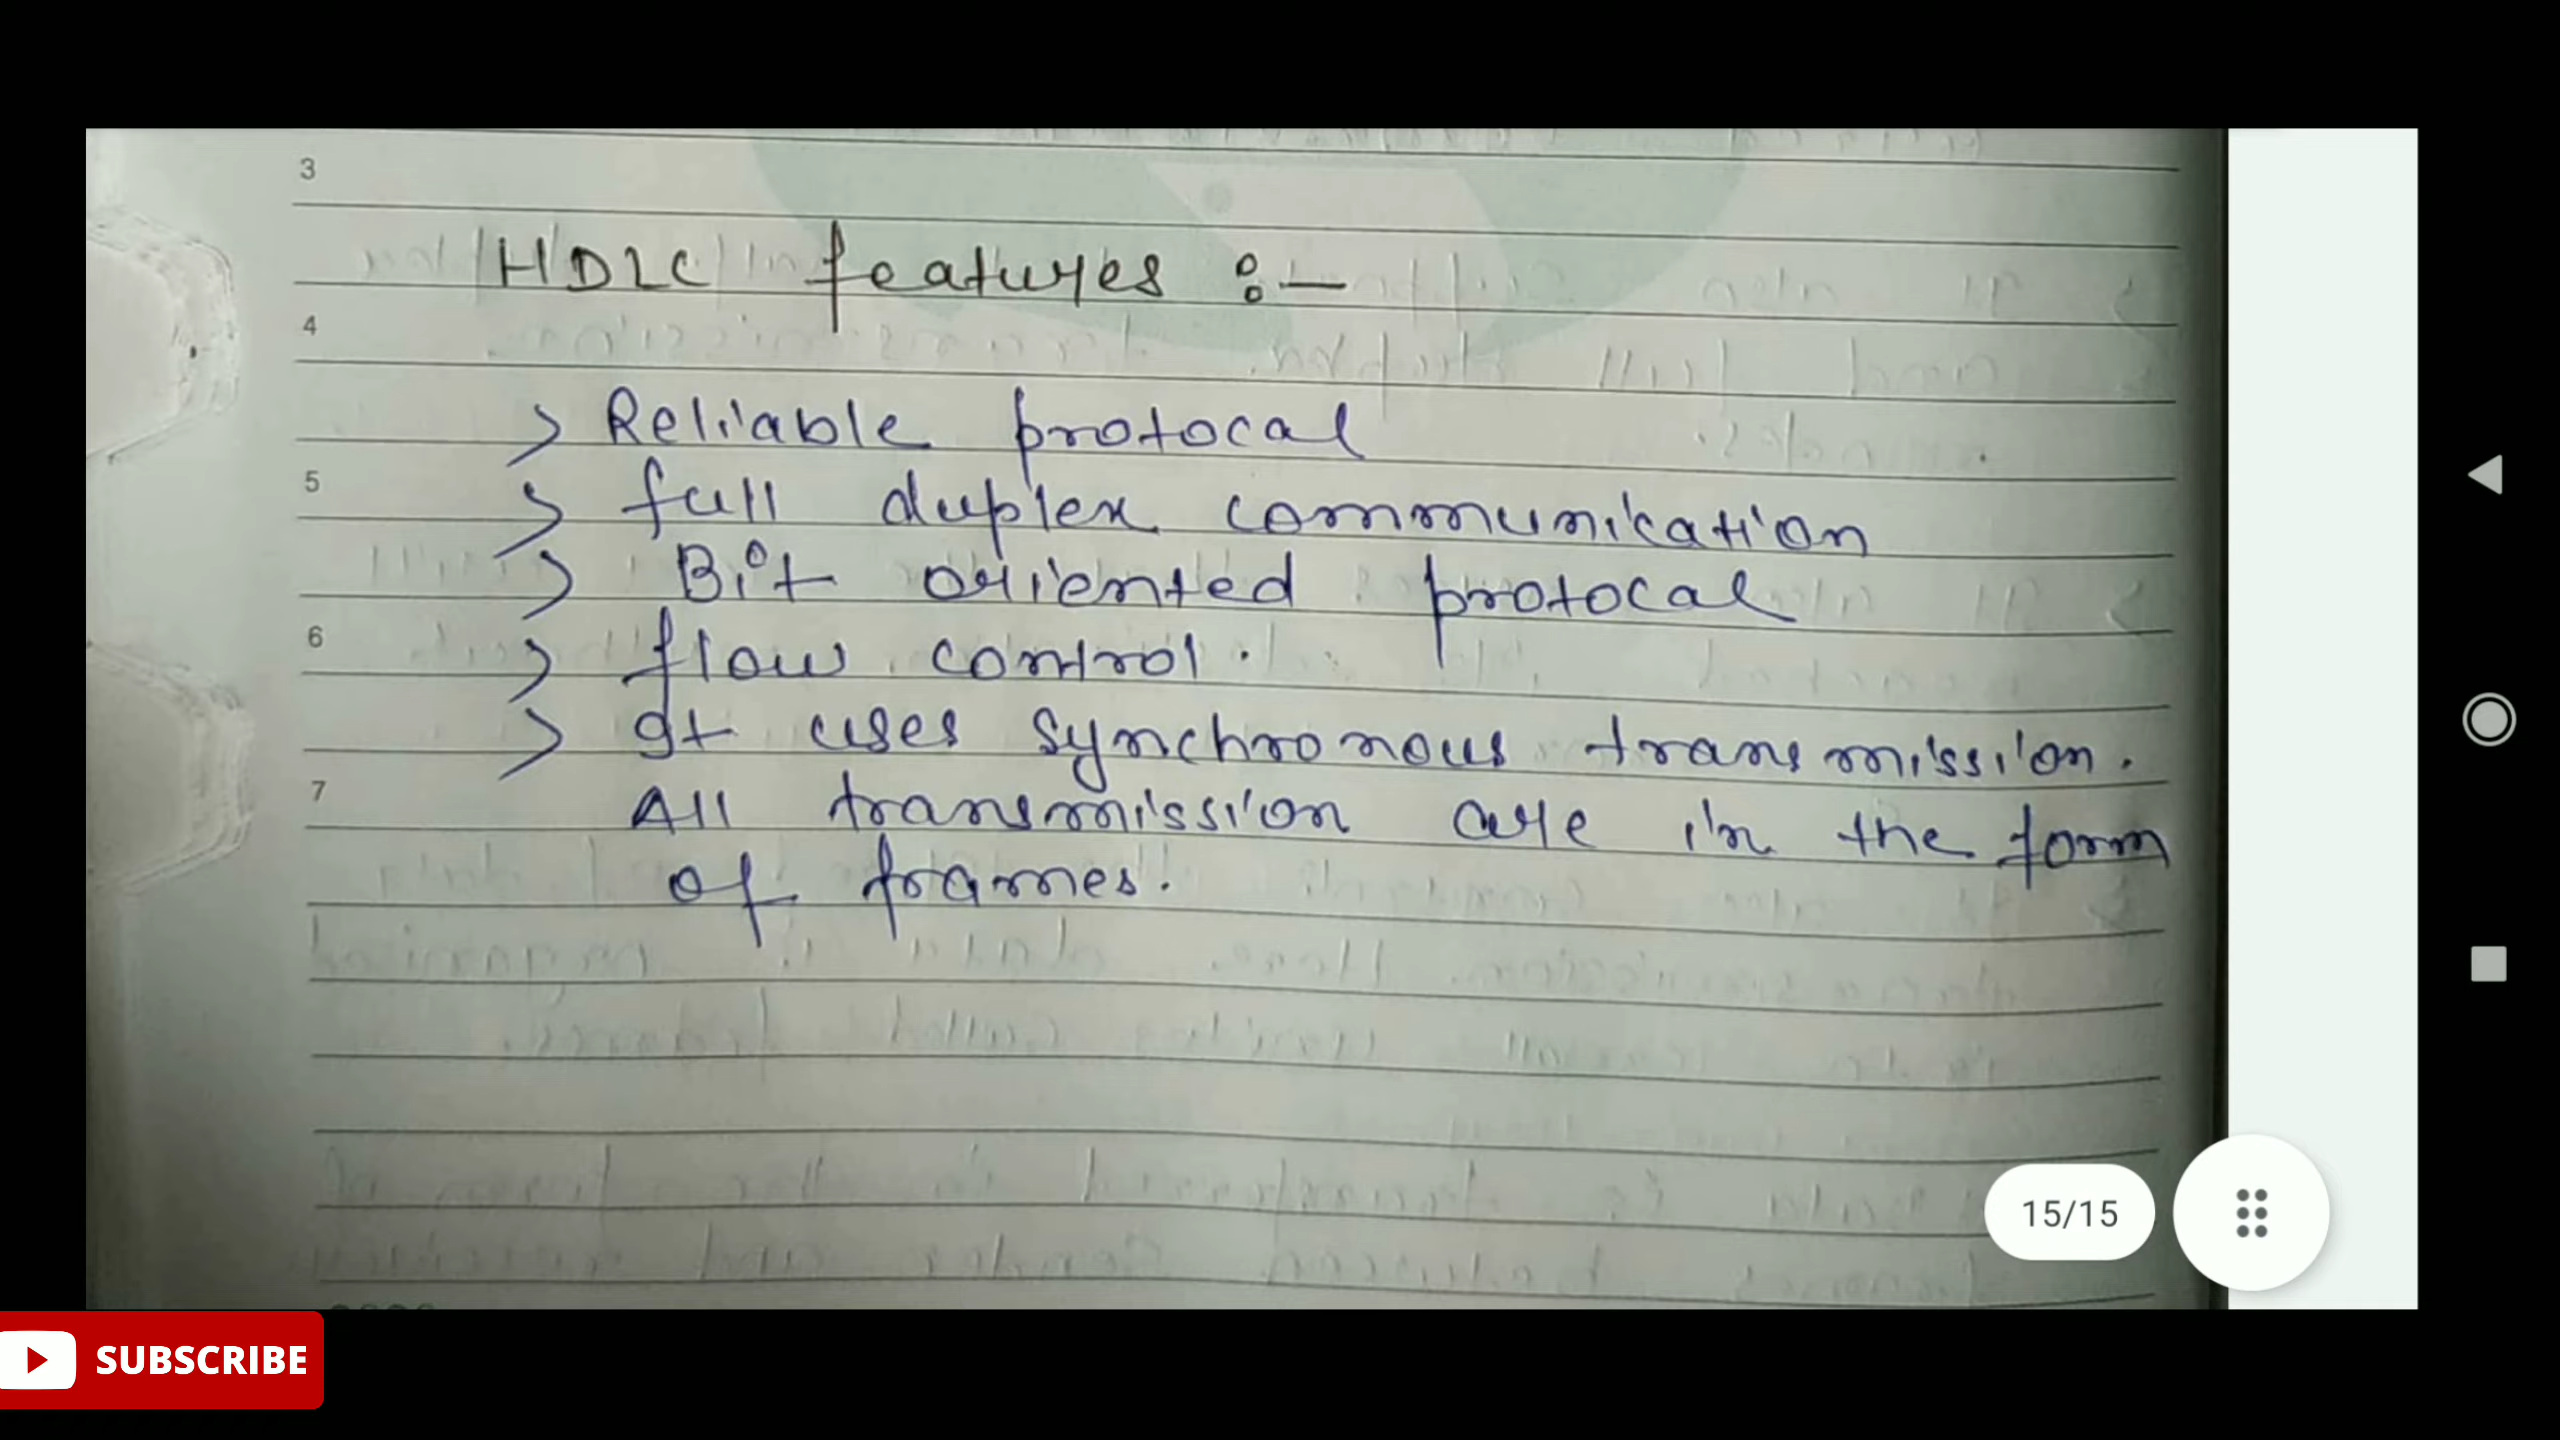 3
HDLC features :-
4
> Reliable protocal
5
> full duplex communication
> Bit oriented protocal
6
> flow control.
> It uses synchronous transmission.
7
All transmission are in the form
of frames.
15/15
SUBSCRIBE